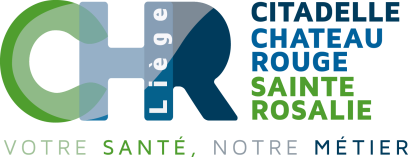 CHR
Liège
CITADELLE
CHATEAU
ROUGE
SAINTE
ROSALIE
VOTRE SANTÉ, NOTRE MÉTIER